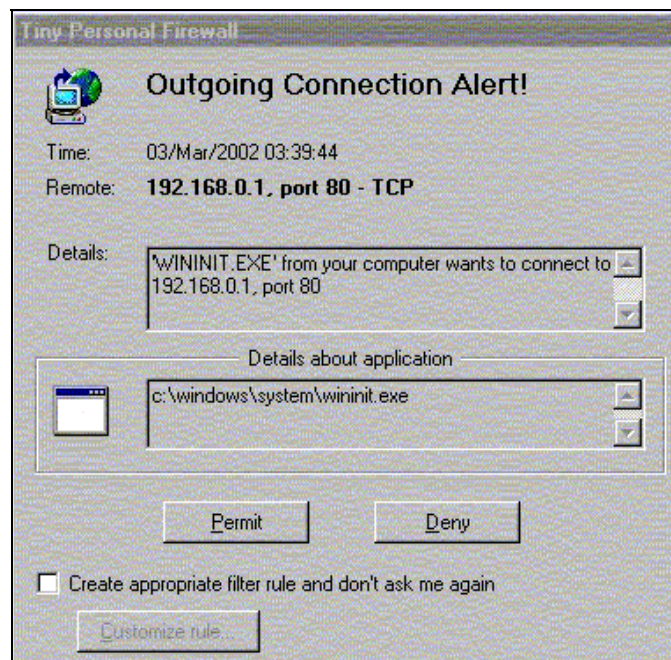 Tiny Personal Firewall
Outgoing Connection Alert!
Time: 03/Mar/2002 03:39:44
Remote: 192.168.0.1, port 80 - TCP
Details: 'WININIT.EXE' from your computer wants to connect to
192.168.0.1, port 80
Details about application
c:\windows\system\wininit.exe
Permit Deny
Create appropriate filter rule and don't ask me again
Customize rule...